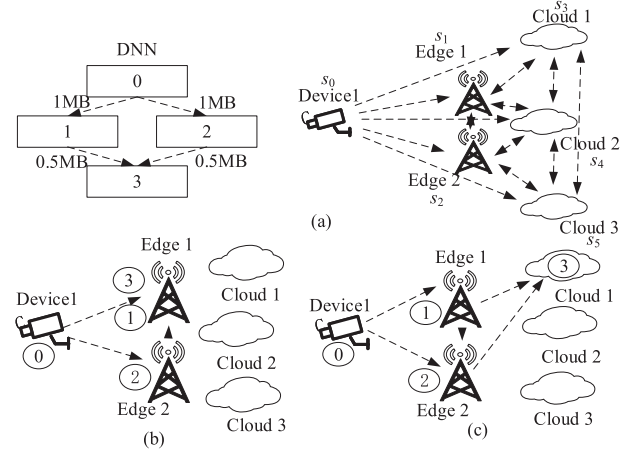 DNN
0
1MB
1MB
1
2
0.5MB
0.5MB
3
s3
Cloud 1
s1
Edge 1
s0
Device1
Cloud 2
s4
Edge 2
s2
Cloud 3
s5
(a)
Edge 1
3
1
Device1
0
2
Edge 2
Cloud 1
Cloud 2
Cloud 3
(b)
Edge 1
3
1
Device1
0
2
Edge 2
Cloud 1
Cloud 2
Cloud 3
(c)